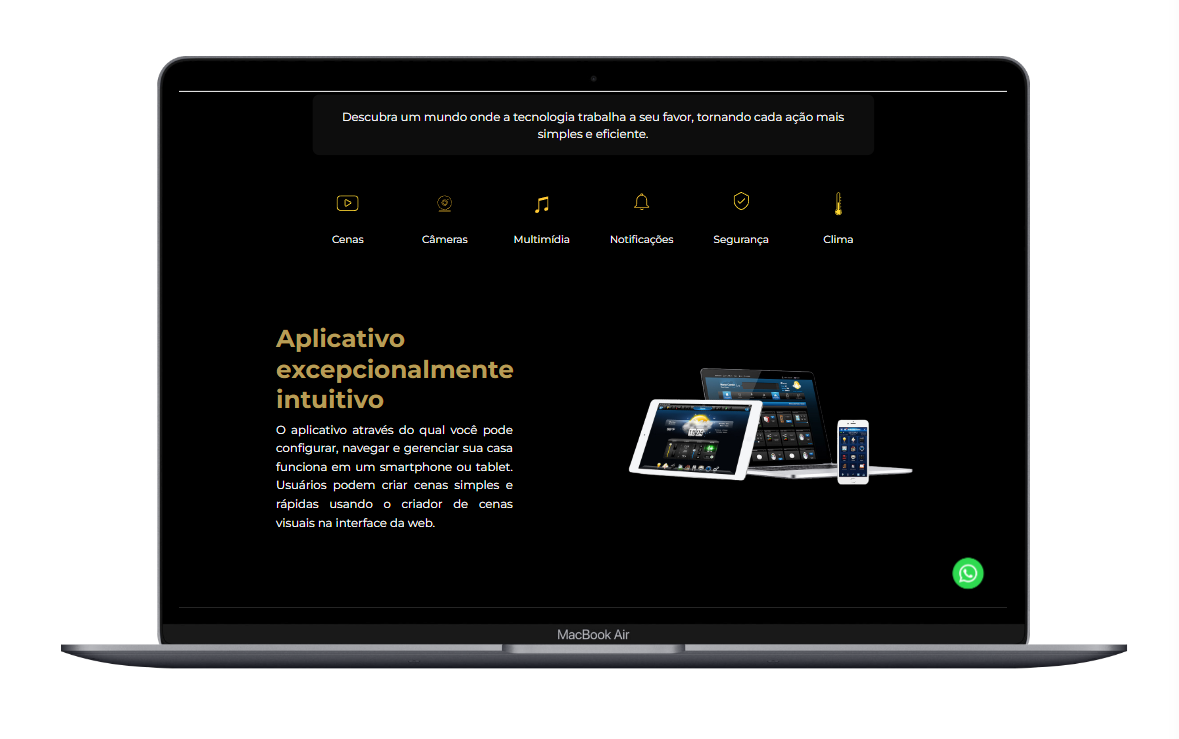 Descubra um mundo onde a tecnologia trabalha a seu favor, tornando cada ação mais
simples e eficiente.
Cenas Câmeras Multimídia Notificações Segurança Clima
Aplicativo
excepcionalmente
intuitivo
O aplicativo através do qual você pode
configurar, navegar e gerenciar sua casa
funciona em um smartphone ou tablet.
Usuários podem criar cenas simples e
rápidas usando o criador de cenas
visuais na interface da web.
MacBook Air